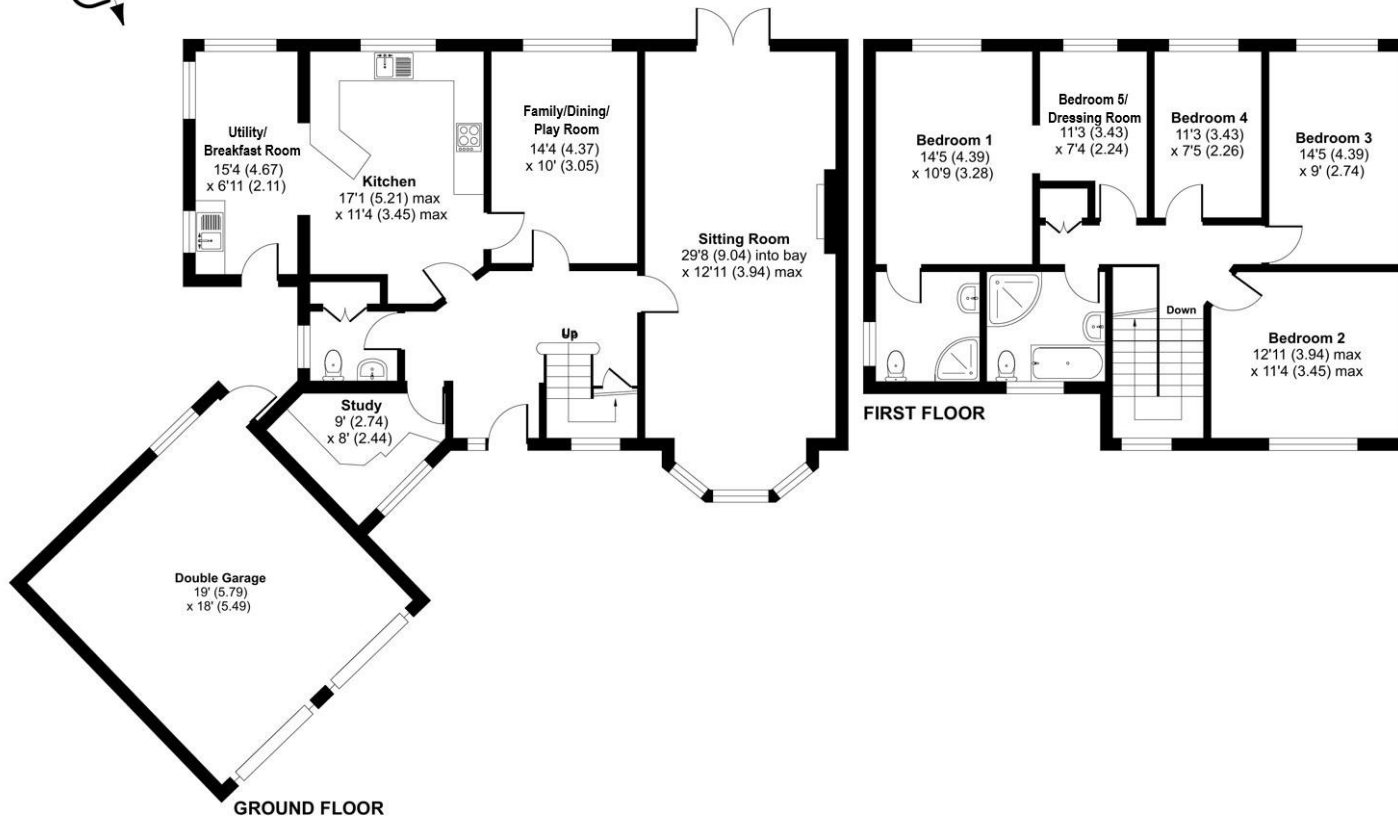 Utility/
Breakfast Room
15'4 (4.67)
x 6'11 (2.11)
Kitchen
17'1 (5.21) max
x 11'4 (3.45) max
Family/Dining/
Play Room
14'4 (4.37)
x 10' (3.05)
Sitting Room
29'8 (9.04) into bay
x 12'11 (3.94) max
Up
Study
9' (2.74)
x 8' (2.44)
Double Garage
19' (5.79)
x 18' (5.49)
GROUND FLOOR
Bedroom 1
14'5 (4.39)
x 10'9 (3.28)
Bedroom 5/
Dressing Room
11'3 (3.43)
x 7'4 (2.24)
Bedroom 4
11'3 (3.43)
x 7'5 (2.26)
Bedroom 3
14'5 (4.39)
x 9' (2.74)
Down
Bedroom 2
12'11 (3.94) max
x 11'4 (3.45) max
FIRST FLOOR